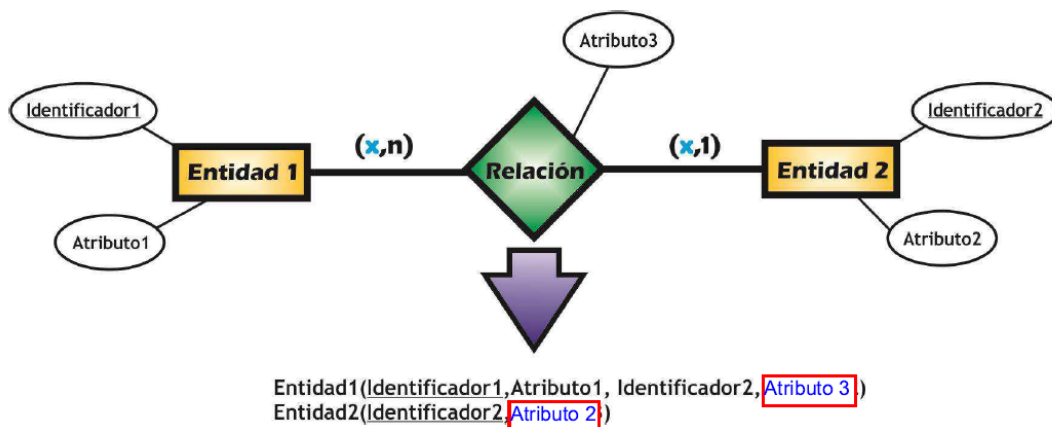 Atributo3
Identificador1
Identificador2
(x,n)
(x,1)
Entidad 1
Relación
Entidad 2
Atributo1
Atributo2
Entidad1(Identificador1,Atributo1, Identificador2,Atributo 3.)
Entidad2(Identificador2,Atributo 2)